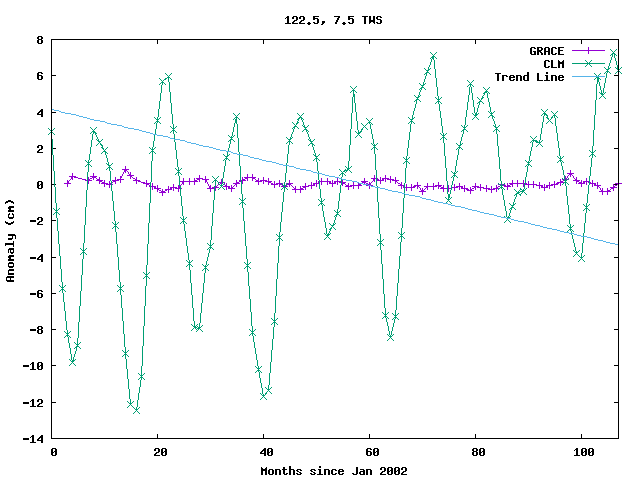 122.5, 7.5 TWS
GRACE
CLM
Trend Line
8
6
4
2
0
-2
-4
-6
-8
-10
-12
-14
Anomaly (cm)
0 20 40 60 80 100
Months since Jan 2002